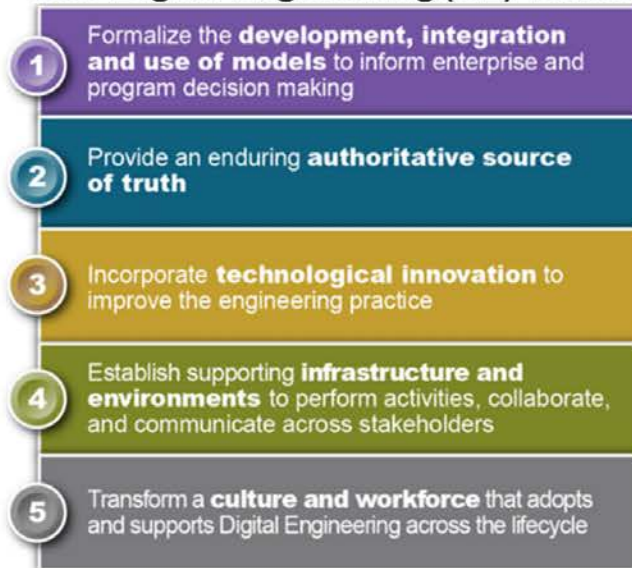 1
Formalize the development, integration
and use of models to inform enterprise and
program decision making
2
Provide an enduring authoritative source
of truth
3
Incorporate technological innovation to
improve the engineering practice
4
Establish supporting infrastructure and
environments to perform activities, collaborate,
and communicate across stakeholders
5
Transform a culture and workforce that adopts
and supports Digital Engineering across the lifecycle